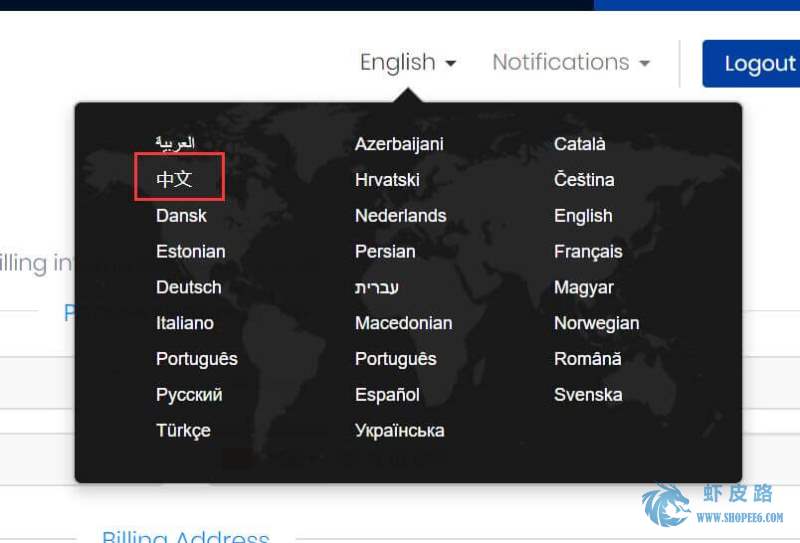 English Notifications Logout
العربية Azerbaijani Català
中文 Hrvatski Čeština
Dansk Nederlands English
Estonian Persian Français
illing in
Deutsch עברית Magyar
P
Italiano Macedonian Norwegian
Português Português Română
Русский Español Svenska
Türkçe Українська
虾皮路
WWW.SHOPEE6.COM
Billing Address